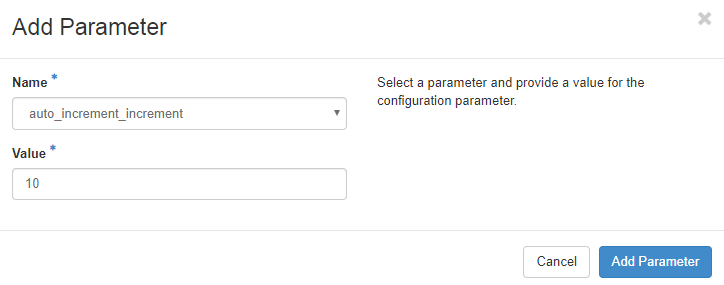 Add Parameter
×
Name *
auto_increment_increment
Value *
10
Select a parameter and provide a value for the
configuration parameter.
Cancel
Add Parameter